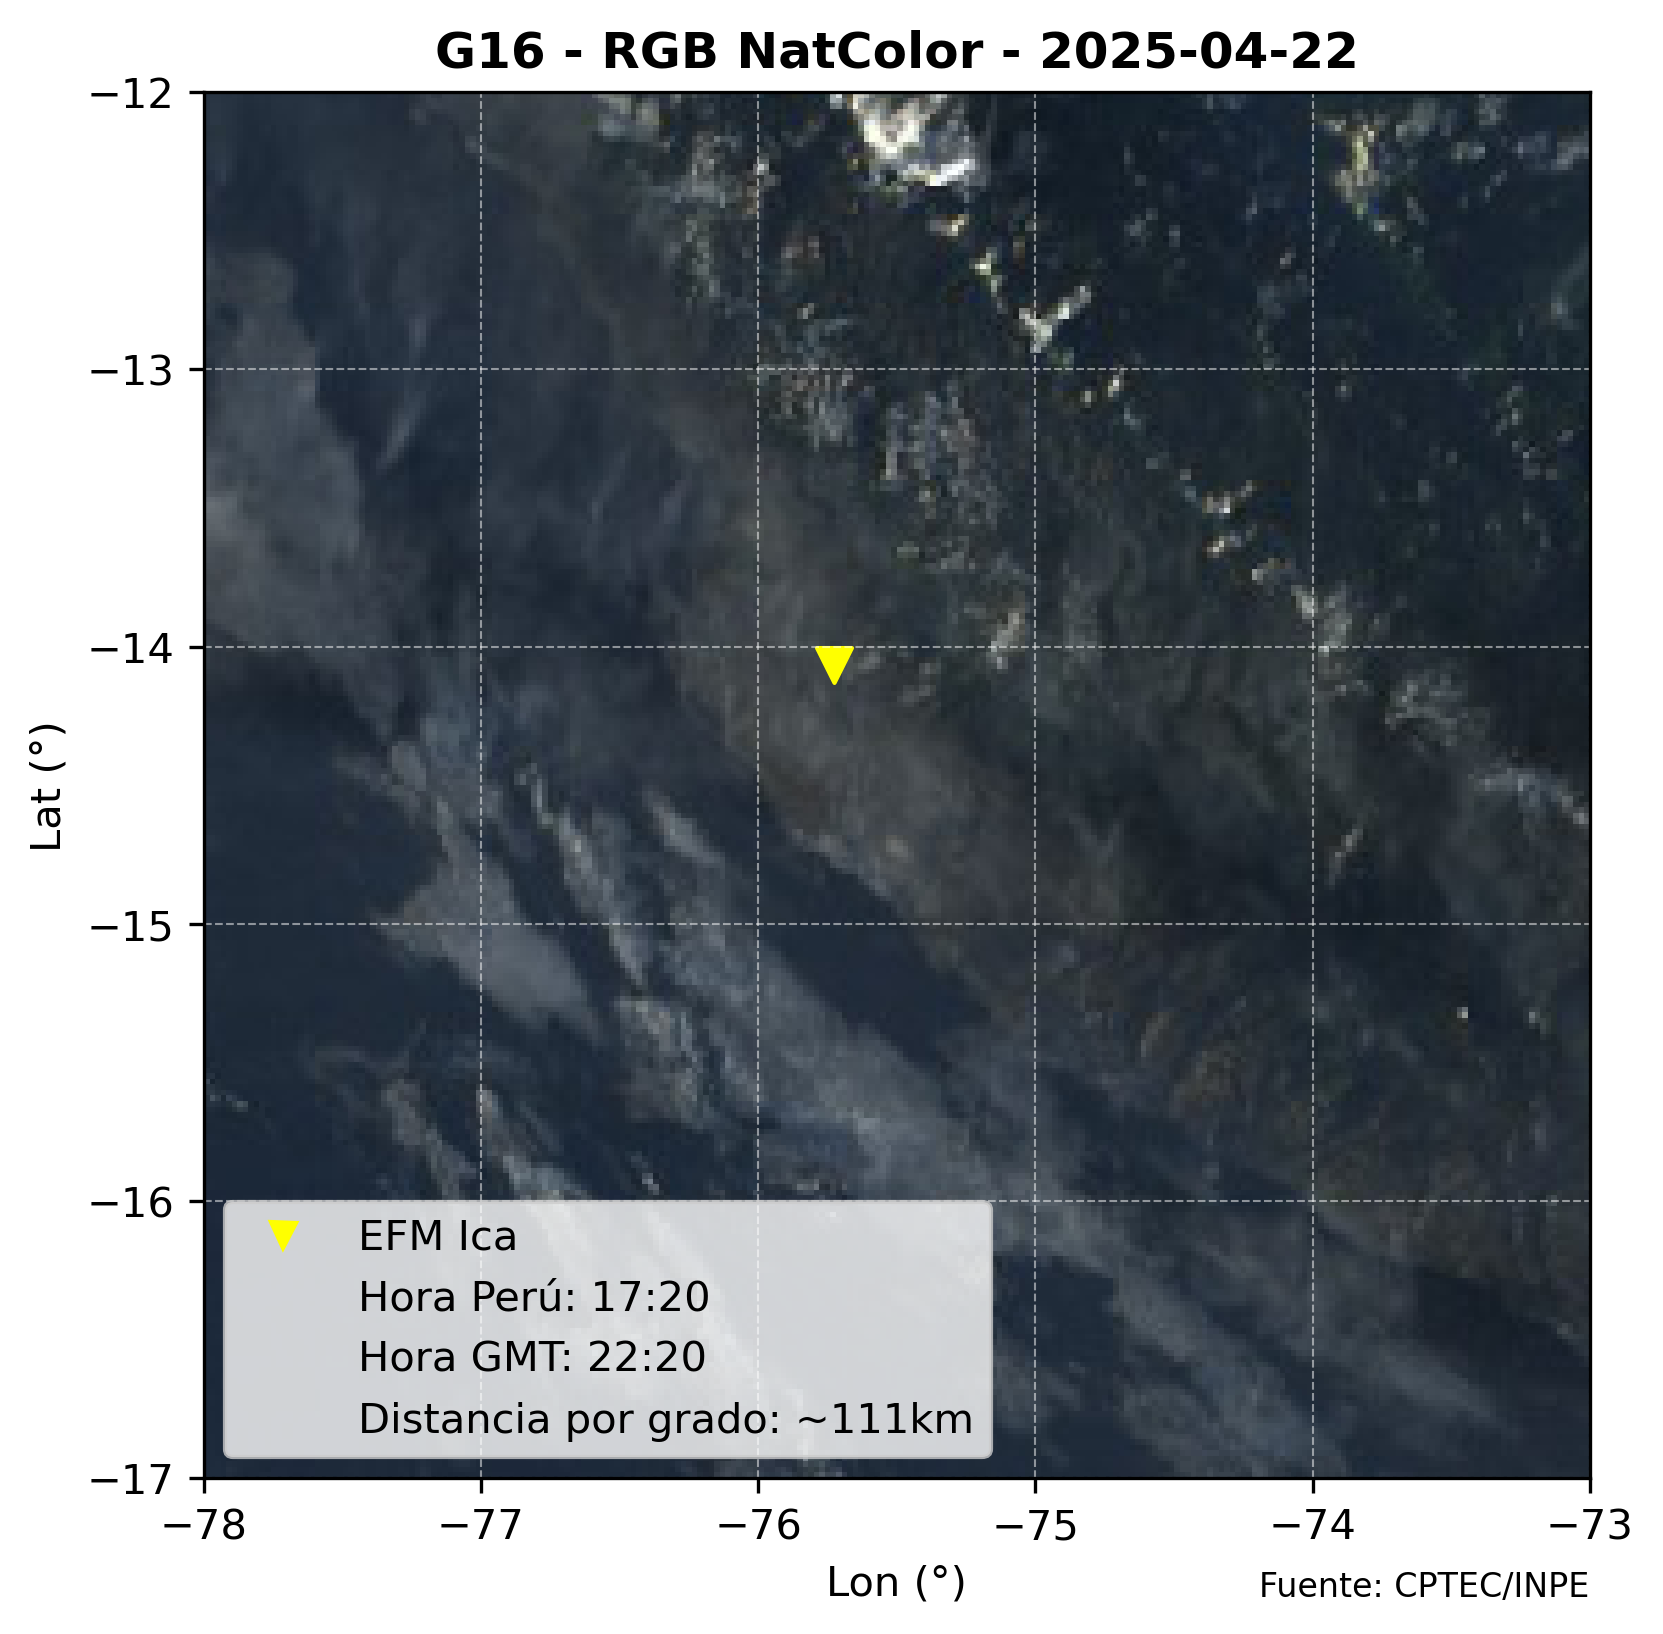 G16 - RGB NatColor - 2025-04-22
−12
−13
−14
−15
−16
−17
Lat (°)
EFM Ica
Hora Perú: 17:20
Hora GMT: 22:20
Distancia por grado: ~111km
−78 −77 −76 −75 −74 −73
Lon (°)
Fuente: CPTEC/INPE